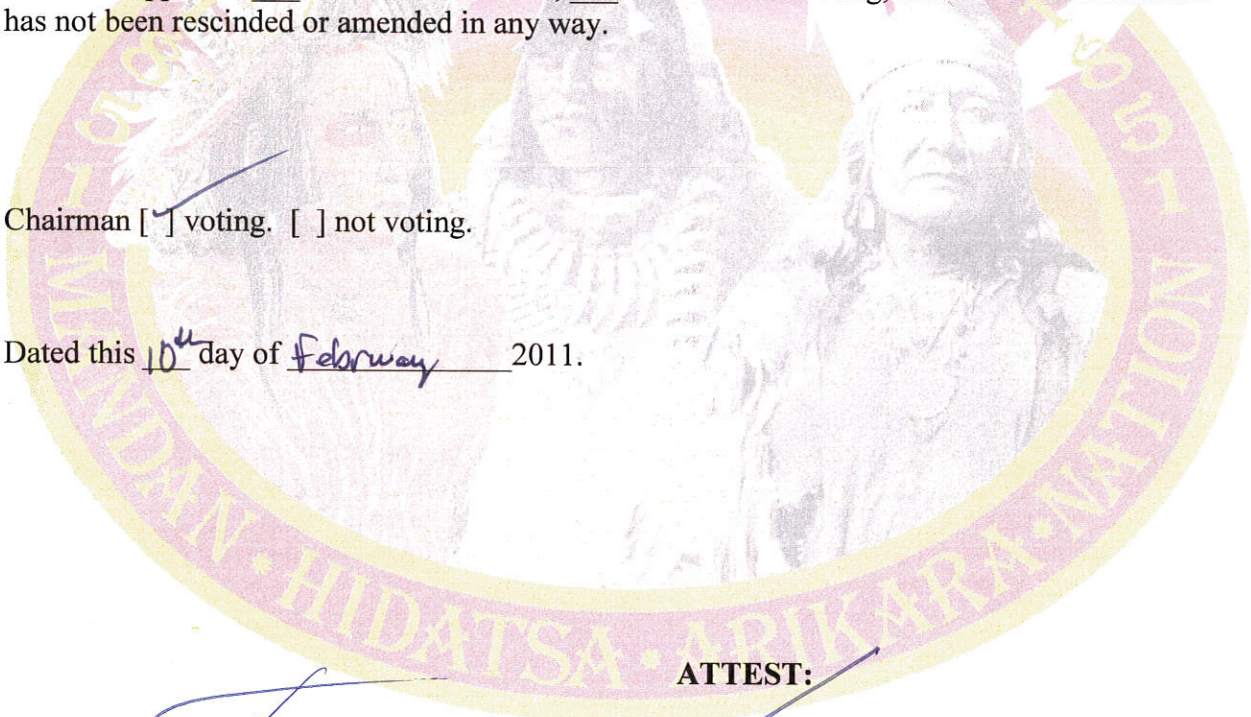 has not been rescinded or amended in any way.
Chairman [✓] voting. [ ] not voting.
Dated this 10th day of February 2011.
MANDAN • HIDATSA • ARIKARA • NATION
1851
ATTEST: